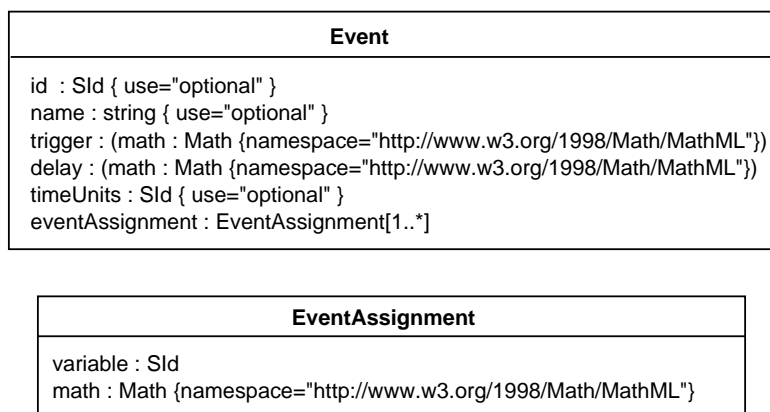 Event
id : SId { use="optional" }
name : string { use="optional" }
trigger : (math : Math {namespace="http://www.w3.org/1998/Math/MathML"})
delay : (math : Math {namespace="http://www.w3.org/1998/Math/MathML"})
timeUnits : SId { use="optional" }
eventAssignment : EventAssignment[1..*]
EventAssignment
variable : SId
math : Math {namespace="http://www.w3.org/1998/Math/MathML"}